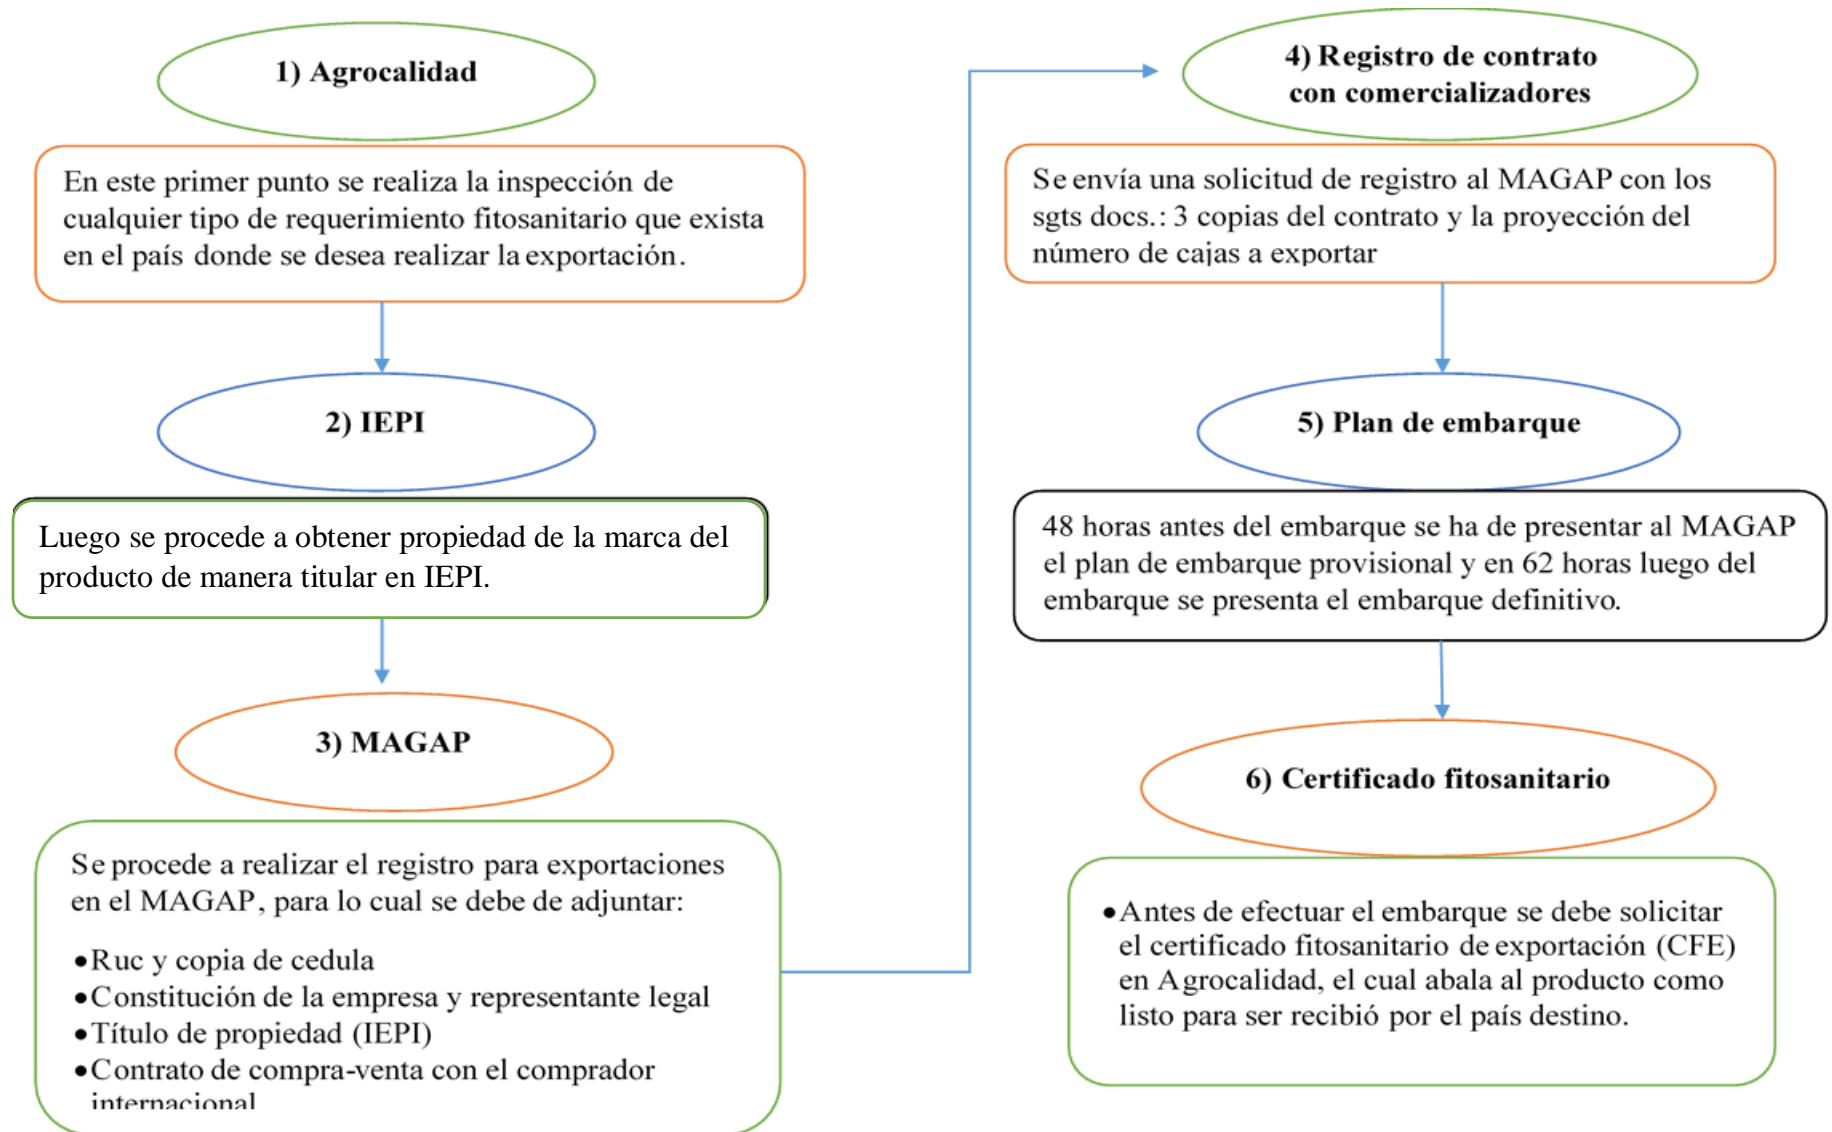 1) Agrocalidad
En este primer punto se realiza la inspección de
cualquier tipo de requerimiento fitosanitario que exista
en el país donde se desea realizar la exportación.
2) IEPI
Luego se procede a obtener propiedad de la marca del
producto de manera titular en IEPI.
3) MAGAP
Se procede a realizar el registro para exportaciones
en el MAGAP, para lo cual se debe de adjuntar:
•Ruc y copia de cedula
•Constitución de la empresa y representante legal
•Título de propiedad (IEPI)
•Contrato de compra-venta con el comprador
internacional
4) Registro de contrato
con comercializadores
Se envía una solicitud de registro al MAGAP con los
sgts docs.: 3 copias del contrato y la proyección del
número de cajas a exportar
5) Plan de embarque
48 horas antes del embarque se ha de presentar al MAGAP
el plan de embarque provisional y en 62 horas luego del
embarque se presenta el embarque definitivo.
6) Certificado fitosanitario
•Antes de efectuar el embarque se debe solicitar
el certificado fitosanitario de exportación (CFE)
en Agrocalidad, el cual abala al producto como
listo para ser recibió por el país destino.